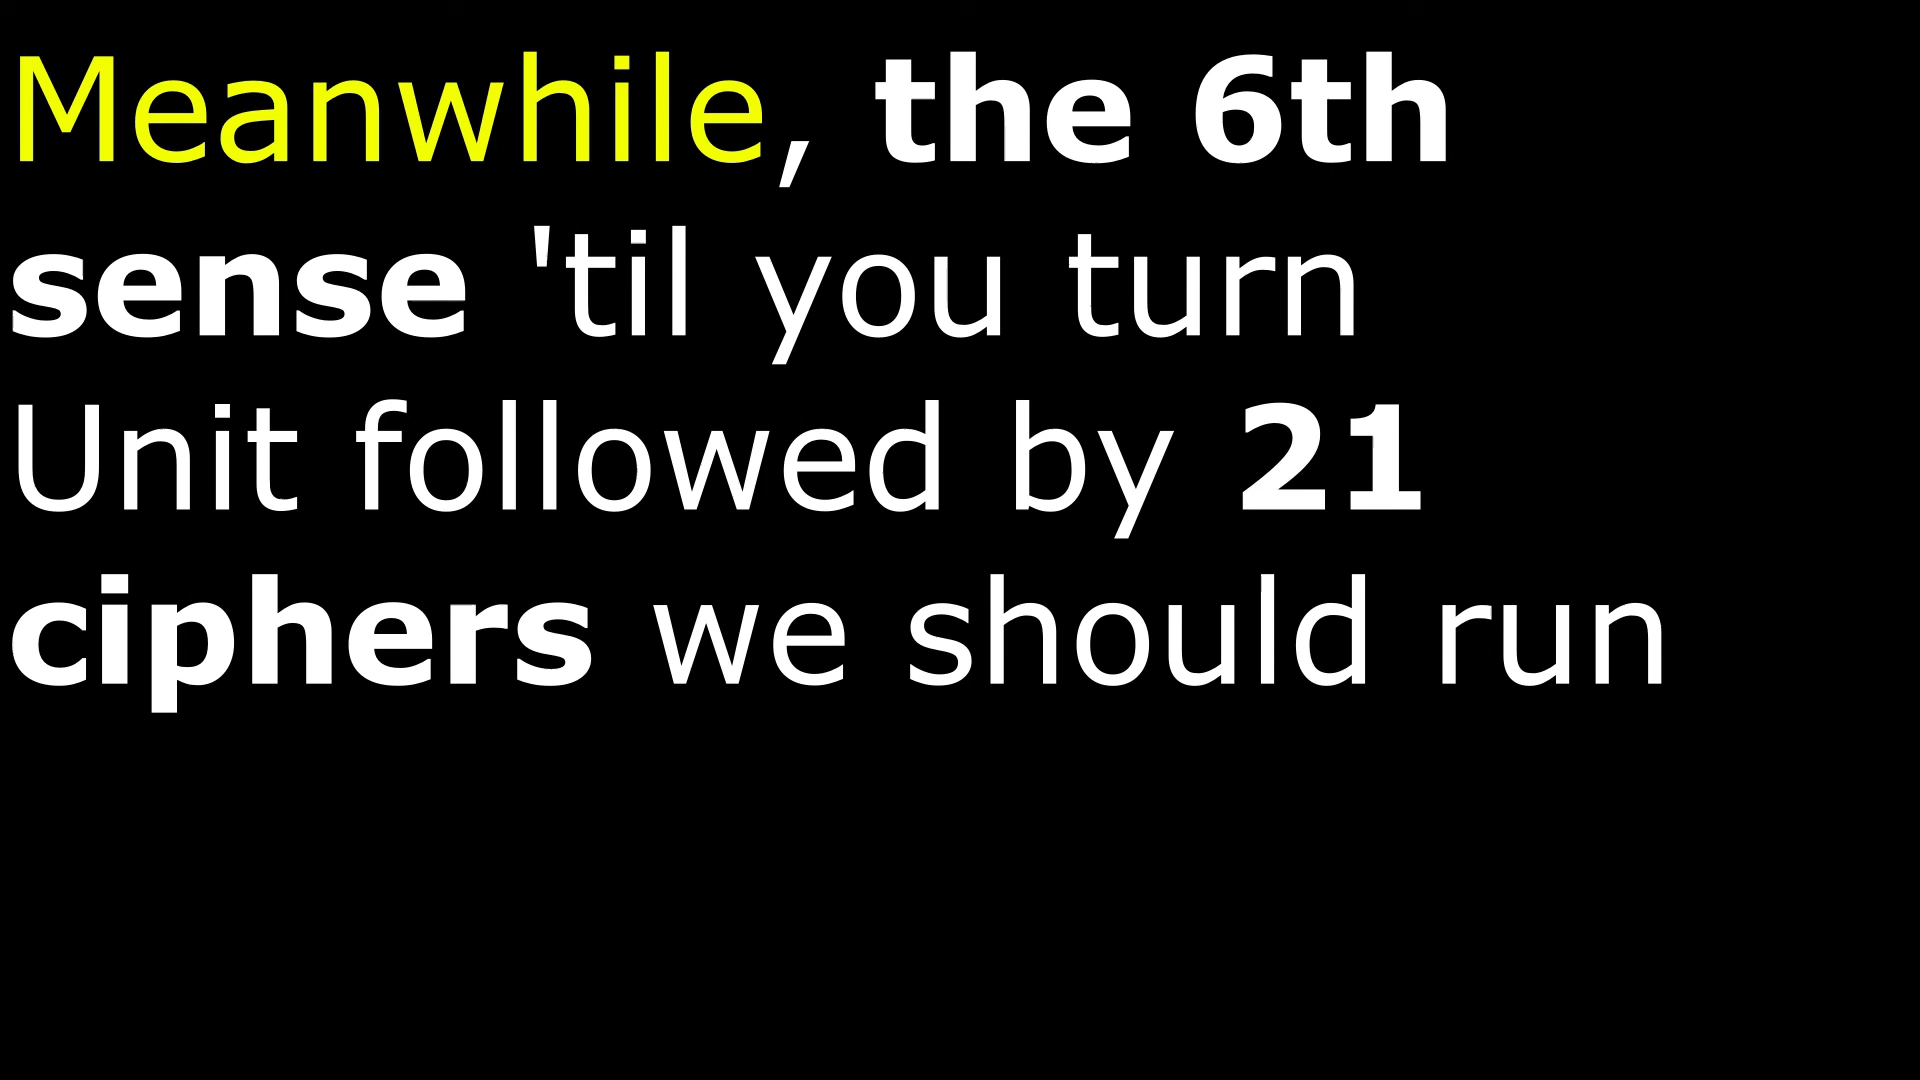 Meanwhile, the 6th
sense 'til you turn
Unit followed by 21
ciphers we should run